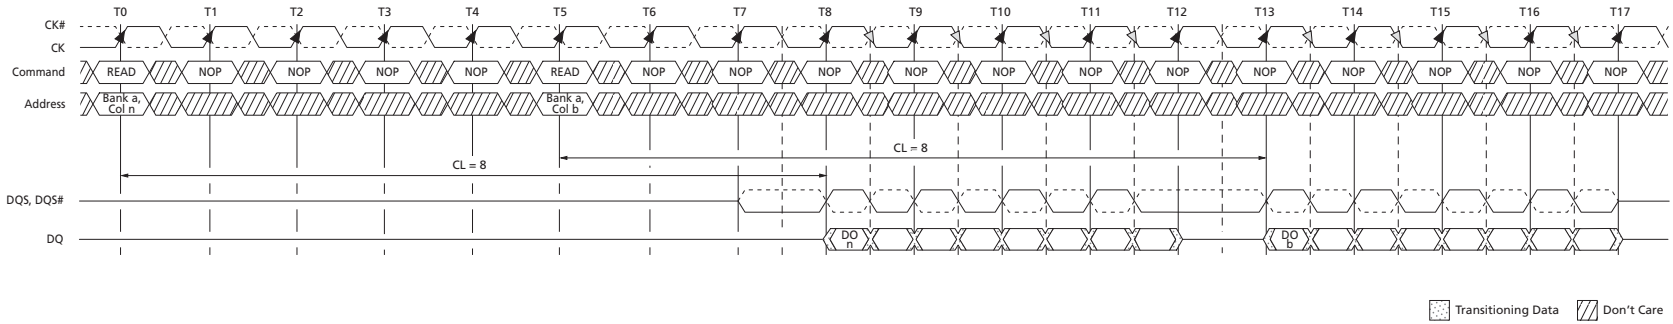 T0 T1 T2 T3 T4 T5 T6 T7 T8 T9 T10 T11 T12 T13 T14 T15 T16 T17
CK#
CK
Command READ NOP NOP NOP NOP READ NOP NOP NOP NOP NOP NOP NOP NOP NOP NOP NOP NOP
Address Bank a, Bank a,
Col n Col b
CL = 8
CL = 8
DQS, DQS#
DQ DO DO
n b
Transitioning Data Don't Care